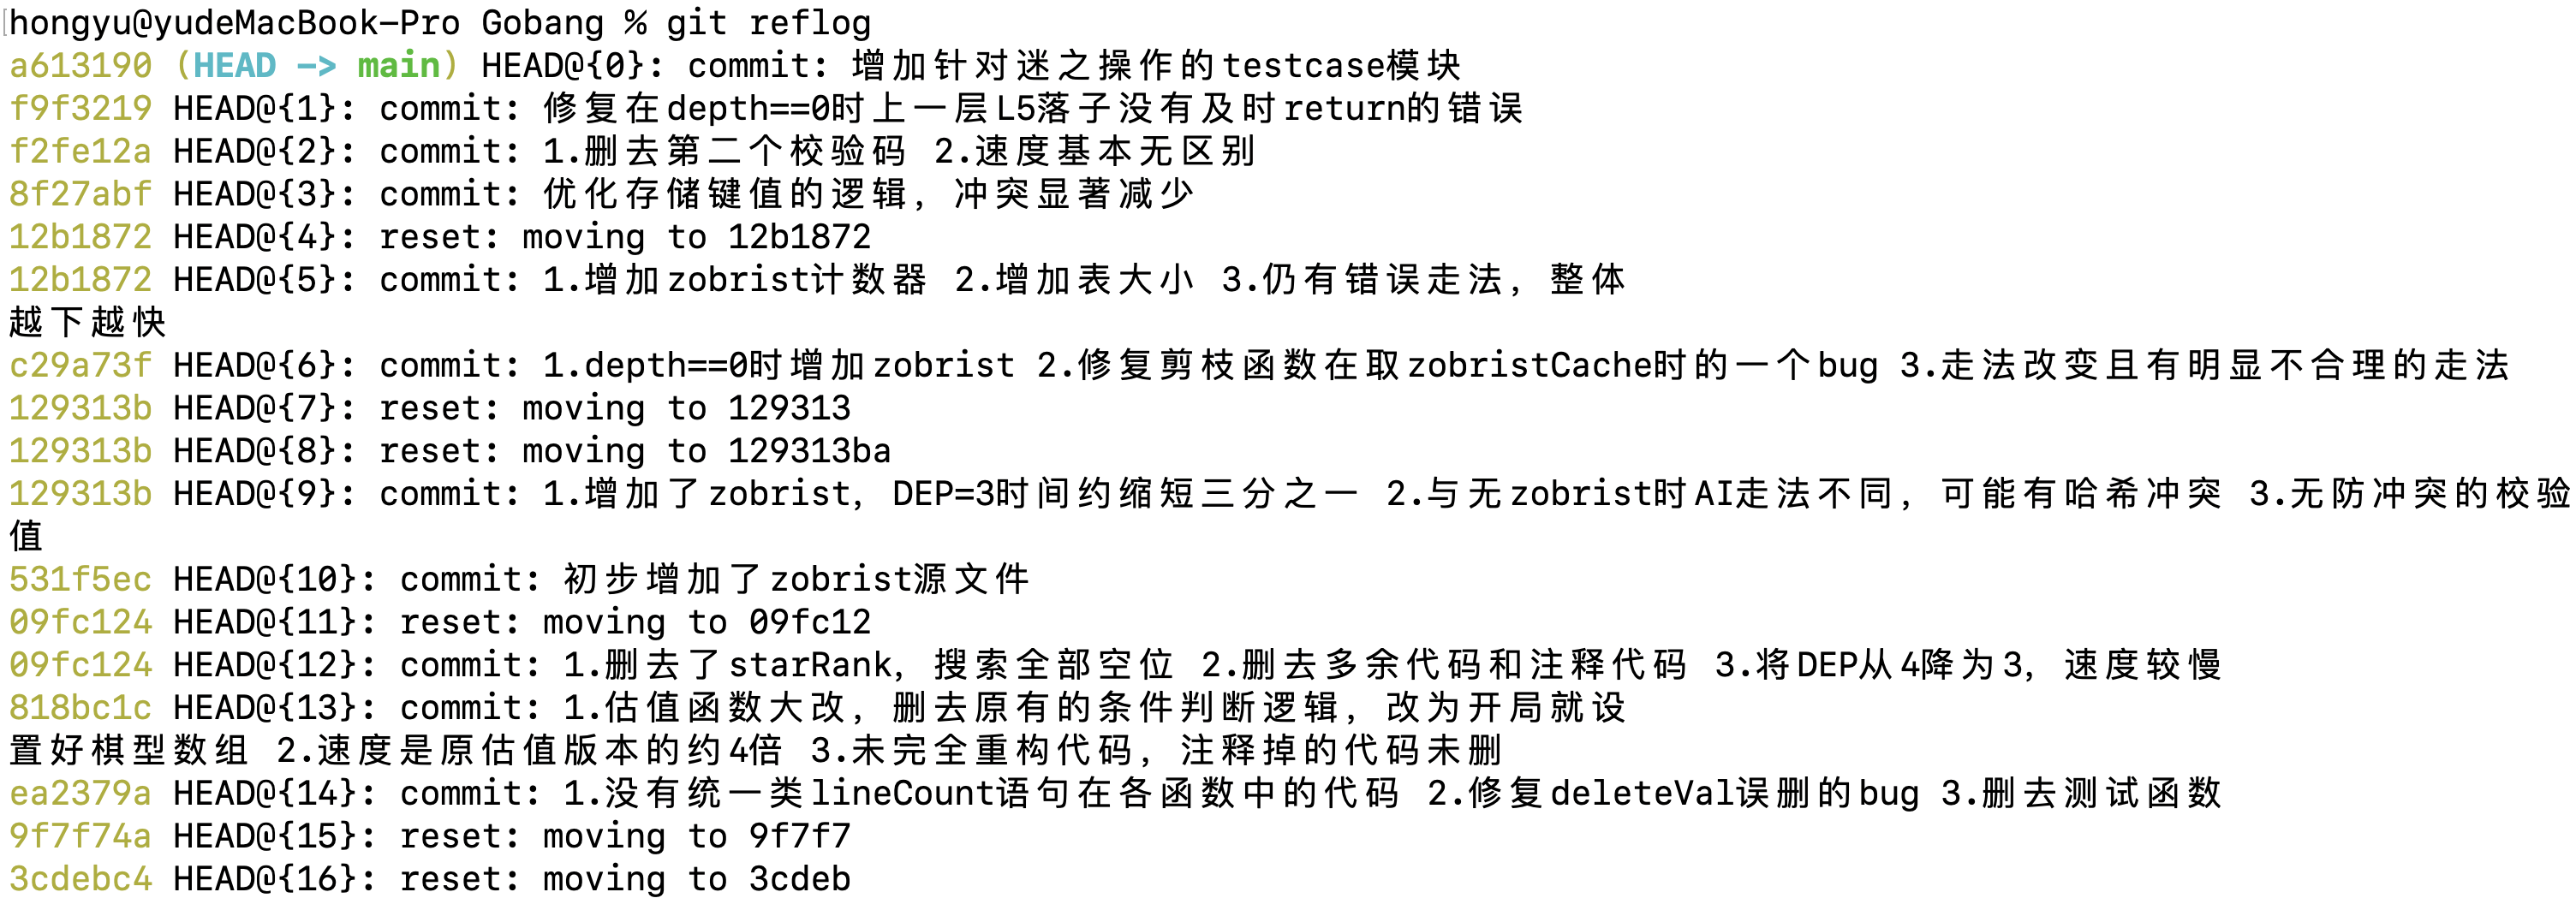 hongyu@yudeMacBook-Pro Gobang % git reflog
a613190 (HEAD -> main) HEAD@{0}: commit: 增加针对迷之操作的testcase模块
f9f3219 HEAD@{1}: commit: 修复在depth==0时上一层L5落子没有及时return的错误
f2fe12a HEAD@{2}: commit: 1.删去第二个校验码 2.速度基本无区别
8f27abf HEAD@{3}: commit: 优化存储键值的逻辑，冲突显著减少
12b1872 HEAD@{4}: reset: moving to 12b1872
12b1872 HEAD@{5}: commit: 1.增加zobrist计数器 2.增加表大小 3.仍有错误走法，整体
越下越快
c29a73f HEAD@{6}: commit: 1.depth==0时增加zobrist 2.修复剪枝函数在取zobristCache时的一个bug 3.走法改变且有明显不合理的走法
129313b HEAD@{7}: reset: moving to 129313
129313b HEAD@{8}: reset: moving to 129313ba
129313b HEAD@{9}: commit: 1.增加了zobrist，DEP=3时间约缩短三分之一 2.与无zobrist时AI走法不同，可能有哈希冲突 3.无防冲突的校验
值
531f5ec HEAD@{10}: commit: 初步增加了zobrist源文件
09fc124 HEAD@{11}: reset: moving to 09fc12
09fc124 HEAD@{12}: commit: 1.删去了starRank，搜索全部空位 2.删去多余代码和注释代码 3.将DEP从4降为3，速度较慢
818bc1c HEAD@{13}: commit: 1.估值函数大改，删去原有的条件判断逻辑，改为开局就设
置好棋型数组 2.速度是原估值版本的约4倍 3.未完全重构代码，注释掉的代码未删
ea2379a HEAD@{14}: commit: 1.没有统一类lineCount语句在各函数中的代码 2.修复deleteVal误删的bug 3.删去测试函数
9f7f74a HEAD@{15}: reset: moving to 9f7f7
3cdebc4 HEAD@{16}: reset: moving to 3cdeb